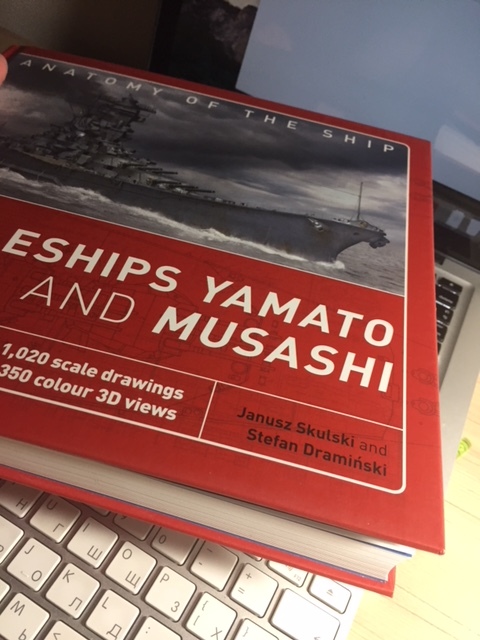 ANATOMY OF THE SHIP
ESHIPS YAMATO
AND MUSASHI
1,020 scale drawings
350 colour 3D views
Janusz Skulski and
Stefan Dramiński
Ш
О
Щ
Л
Д
Ь
З
Р
{
[
+
=